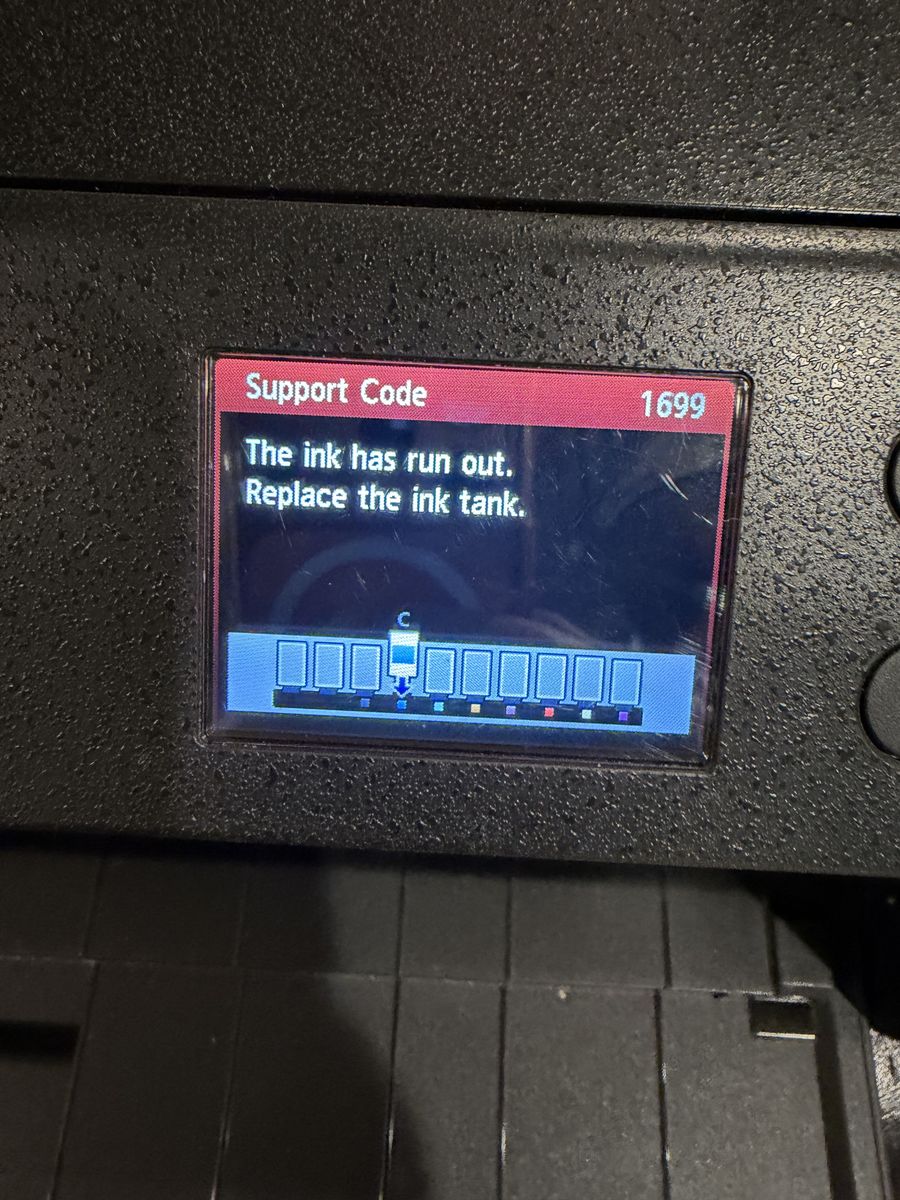 Support Code
1699
The ink has run out.
Replace the ink tank.
C